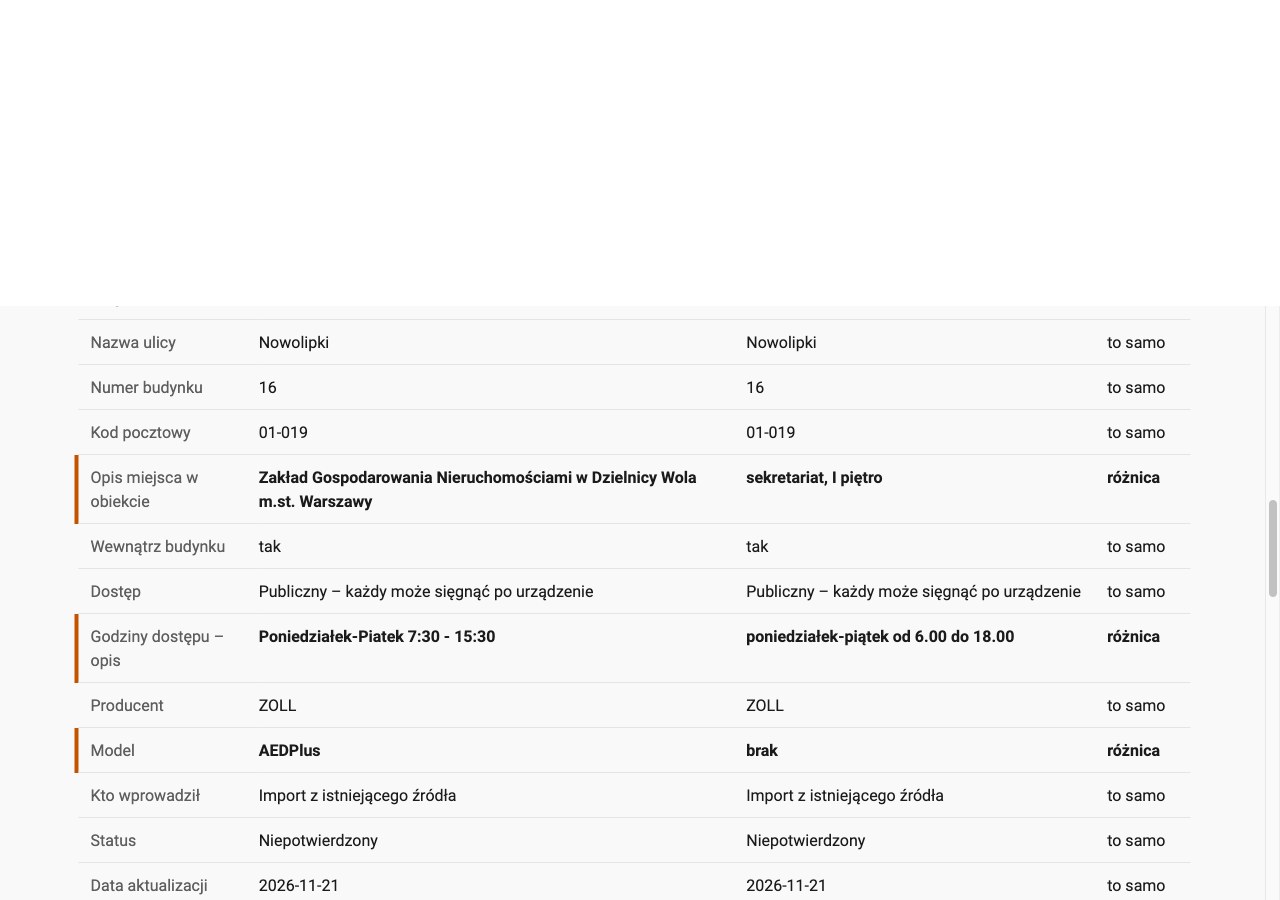 Nazwa ulicy Nowolipki Nowolipki to samo
Numer budynku 16 16 to samo
Kod pocztowy 01-019 01-019 to samo
Opis miejsca w Zakład Gospodarowania Nieruchomościami w Dzielnicy Wola sekretariat, I piętro różnica
obiekcie m.st. Warszawy
Wewnątrz budynku tak tak to samo
Dostęp Publiczny – każdy może sięgnąć po urządzenie Publiczny – każdy może sięgnąć po urządzenie to samo
Godziny dostępu – Poniedziałek-Piatek 7:30 - 15:30 poniedziałek-piątek od 6.00 do 18.00 różnica
opis
Producent ZOLL ZOLL to samo
Model AEDPlus brak różnica
Kto wprowadził Import z istniejącego źródła Import z istniejącego źródła to samo
Status Niepotwierdzony Niepotwierdzony to samo
Data aktualizacji 2026-11-21 2026-11-21 to samo